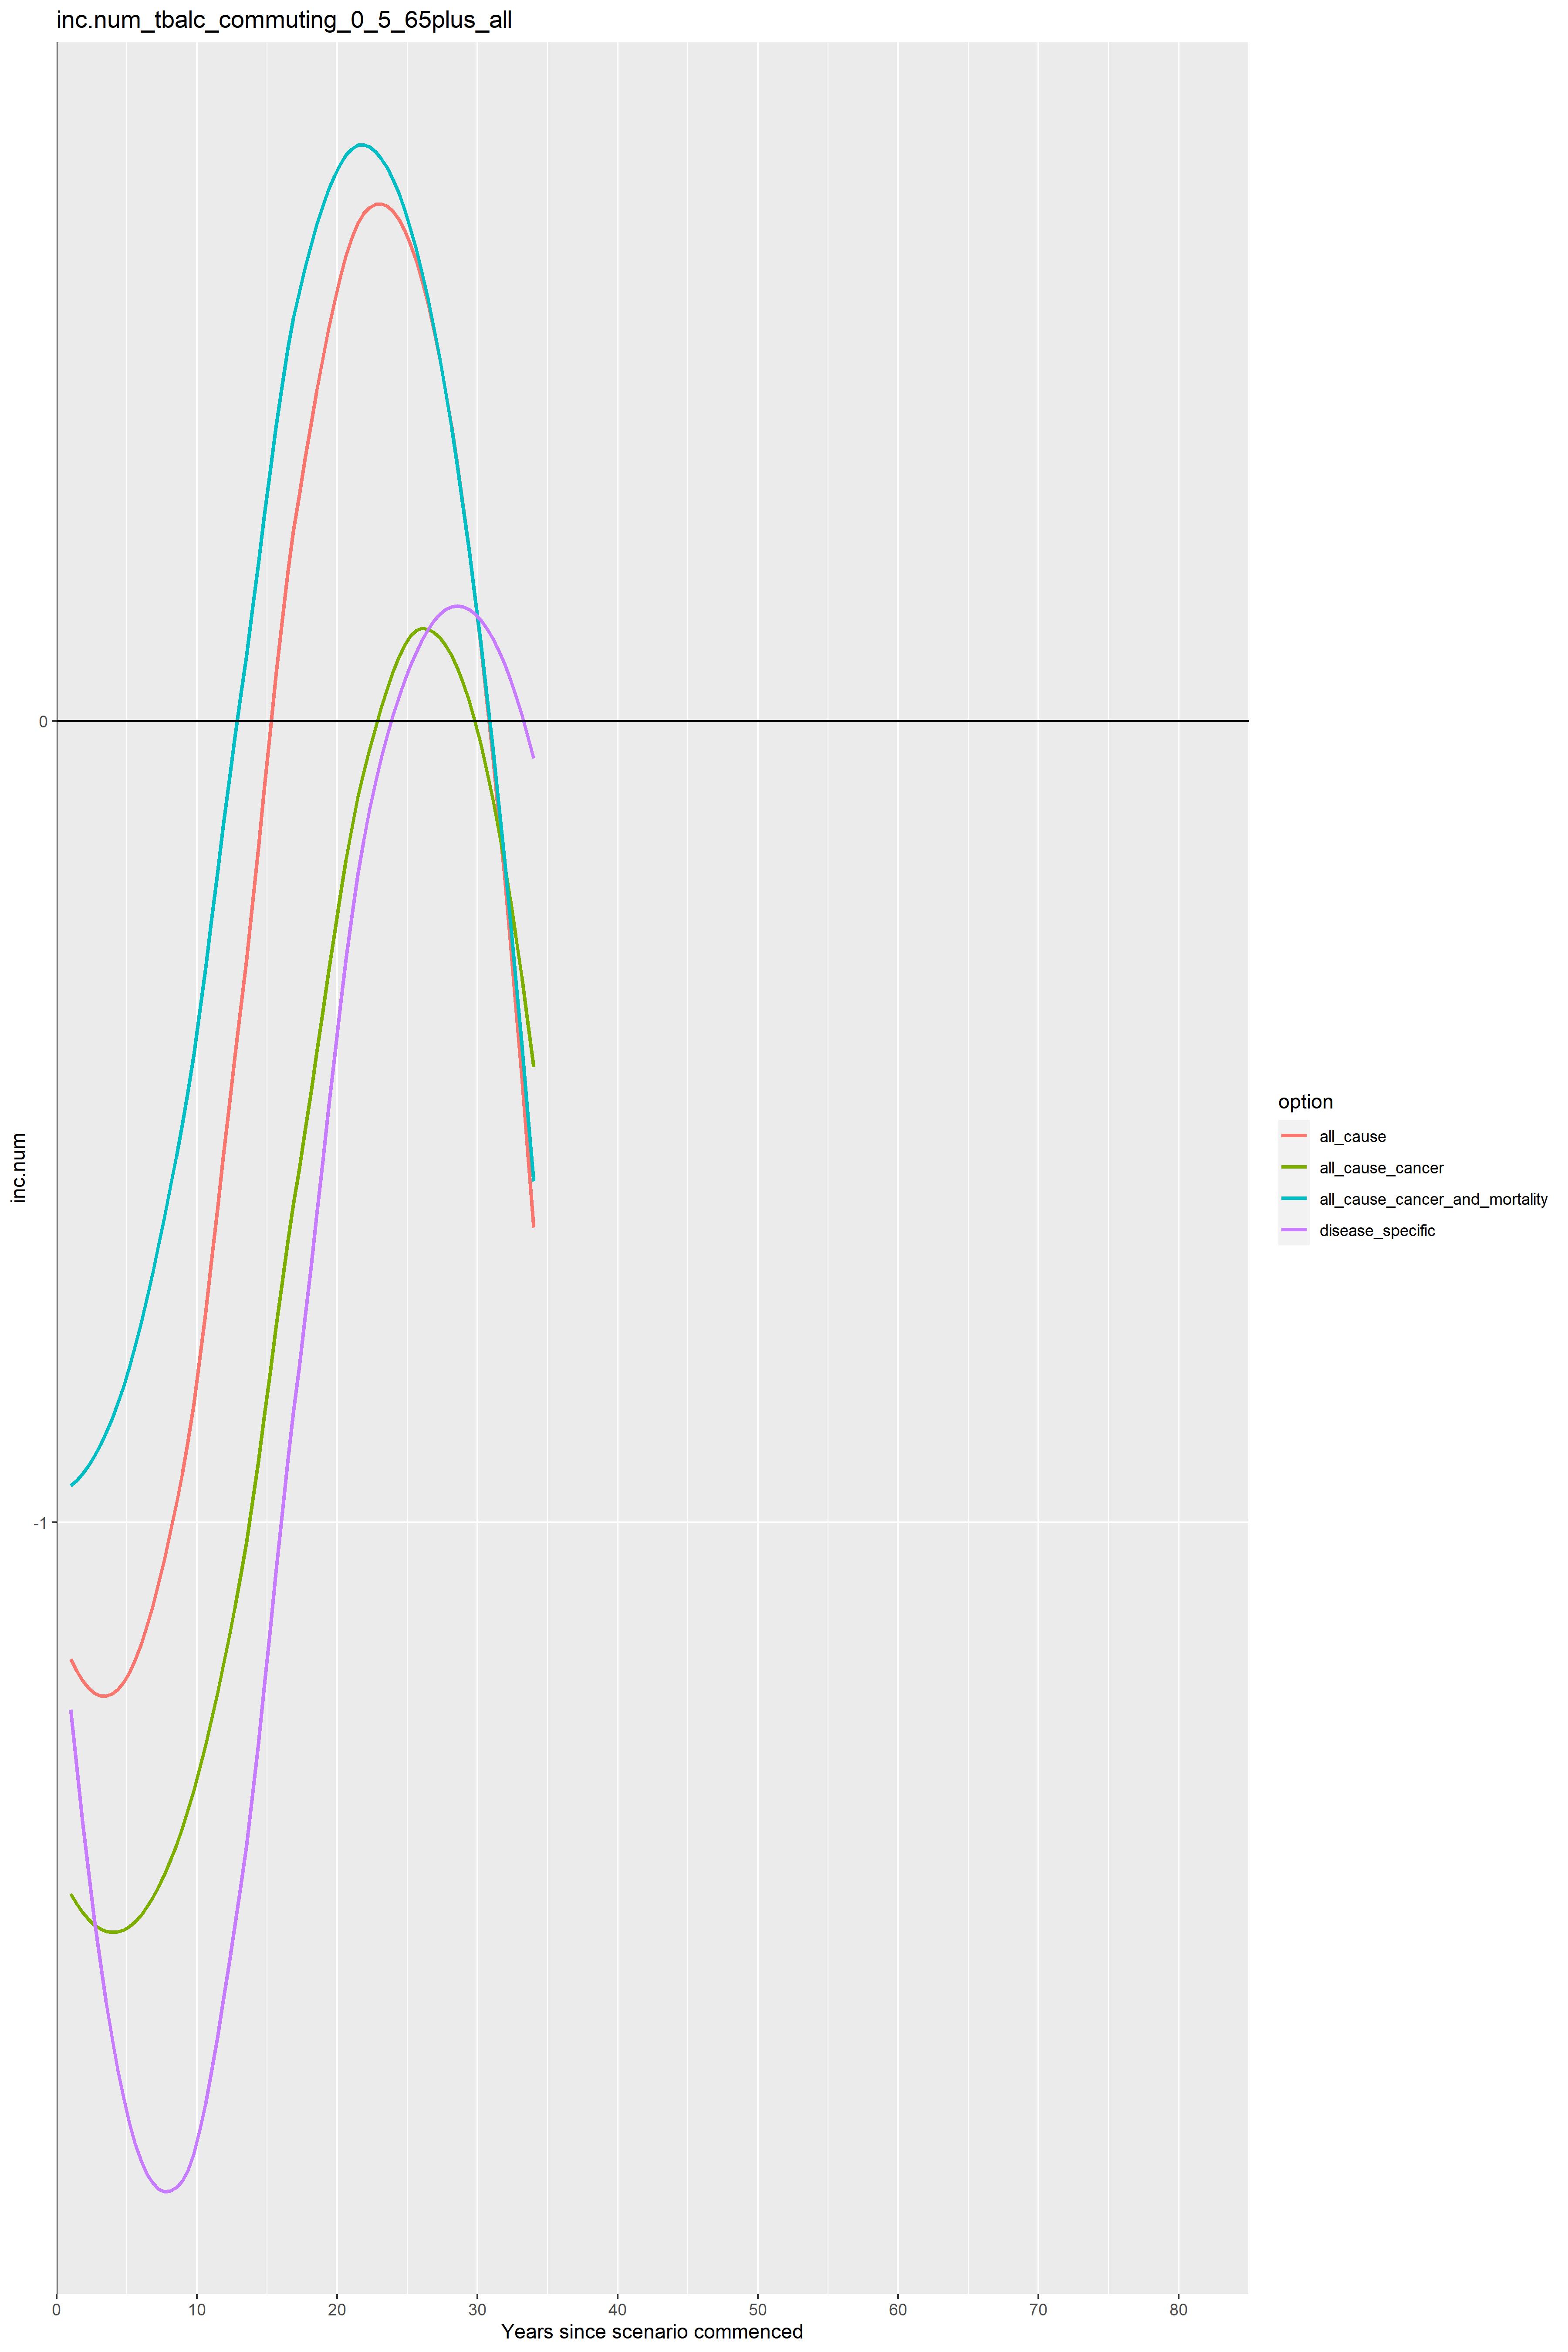 inc.num_tbalc_commuting_0_5_65plus_all
0
-1
inc.num
0 10 20 30 40 50 60 70 80
Years since scenario commenced
option
all_cause
all_cause_cancer
all_cause_cancer_and_mortality
disease_specific